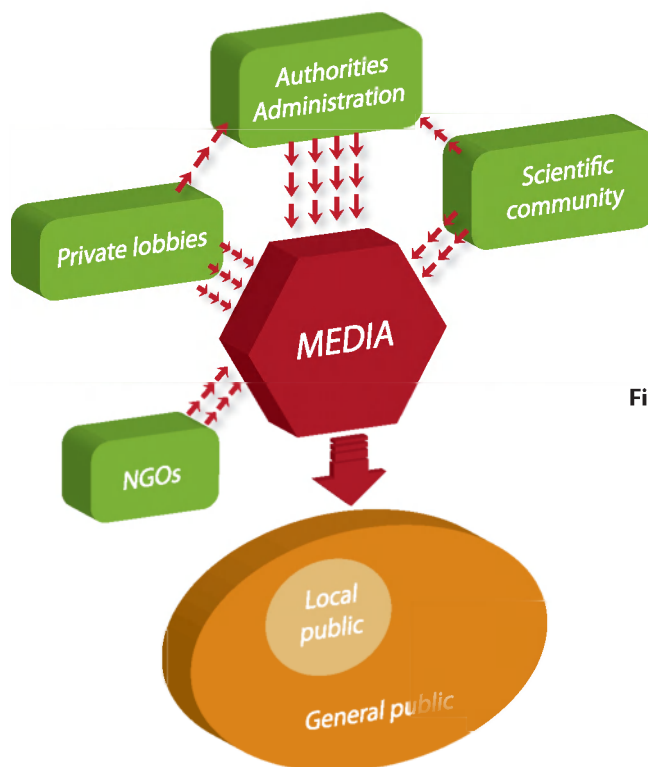 Authorities
Administration
Scientific
community
Private lobbies
MEDIA
Fi
NGOs
Local
public
General public